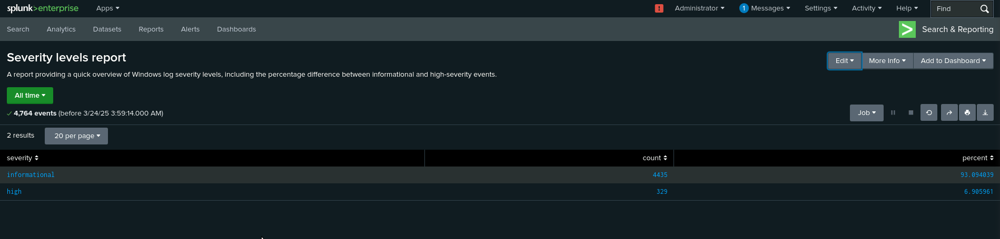 splunk>enterprise Apps ! Administrator 1 Messages Settings Activity Help Find
Search Analytics Datasets Reports Alerts Dashboards Search & Reporting
Severity levels report
Edit More Info Add to Dashboard
A report providing a quick overview of Windows log severity levels, including the percentage difference between informational and high-severity events.
All time
4,764 events (before 3/24/25 3:59:14.000 AM)
Job
2 results 20 per page
severity count percent
informational 4435 93.094039
high 329 6.905961